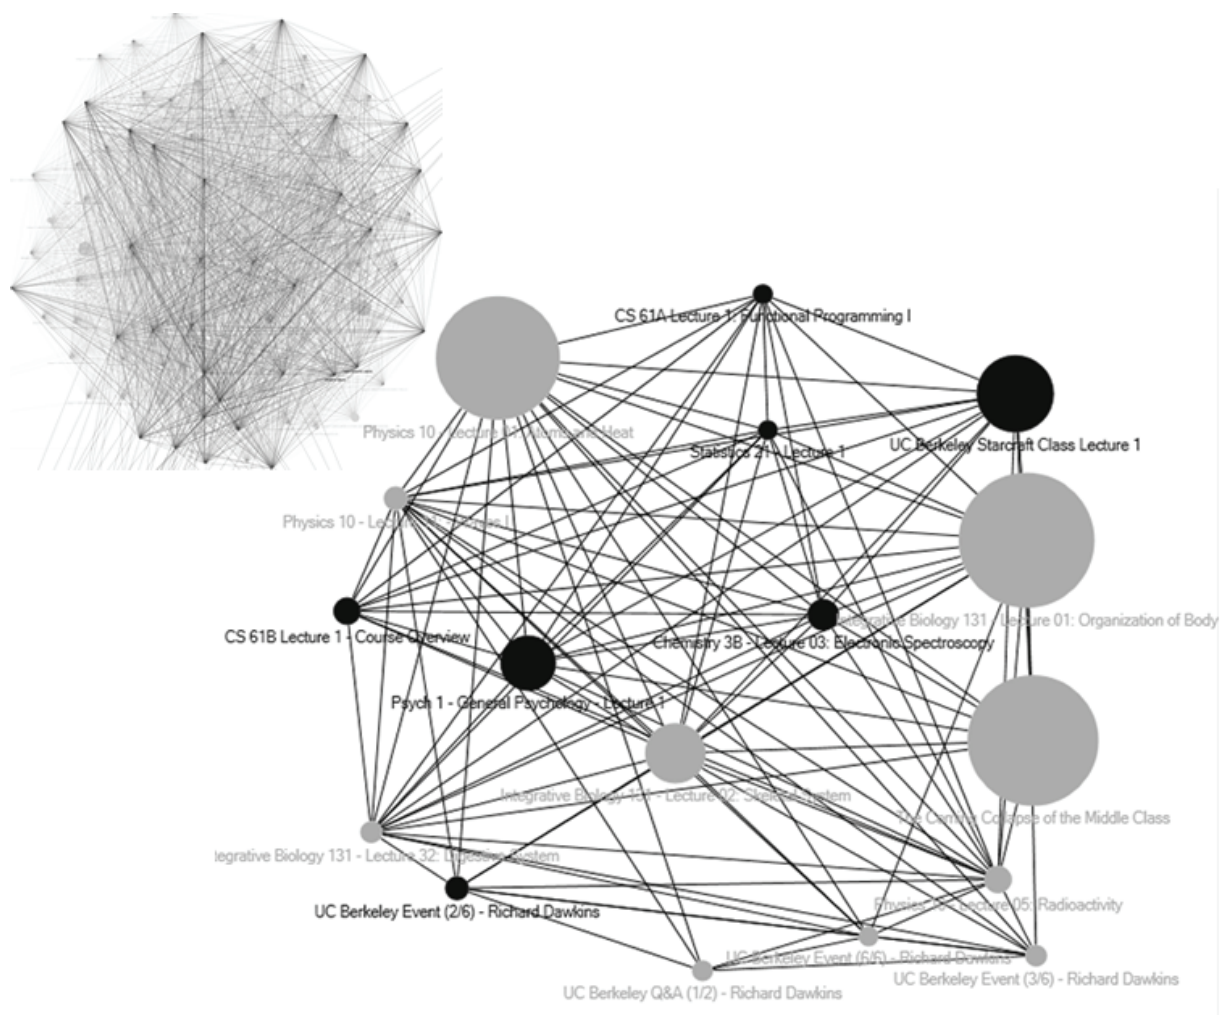 CS 61A Lecture 1: Functional Programming I
Physics 10 - Lecture 01: Atoms and Heat
UC Berkeley Starcraft Class Lecture 1
Statistics 21 - Lecture 1
Physics 10 - Lecture
Integrative Biology 131 - Lecture 01: Organization of Body
CS 61B Lecture 1 - Course Overview
Chemistry 3B - Lecture 03: Electronic Spectroscopy
Psych 1 - General Psychology - Lecture 1
Integrative Biology 131 - Lecture 02: Skeletal System
The Coming Collapse of the Middle Class
tegrative Biology 131 - Lecture 32: Digestive System
Physics 10 - Lecture 05: Radioactivity
UC Berkeley Event (2/6) - Richard Dawkins
UC Berkeley Event (6/6) - Richard Dawkins
UC Berkeley Event (3/6) - Richard Dawkins
UC Berkeley Q&A (1/2) - Richard Dawkins